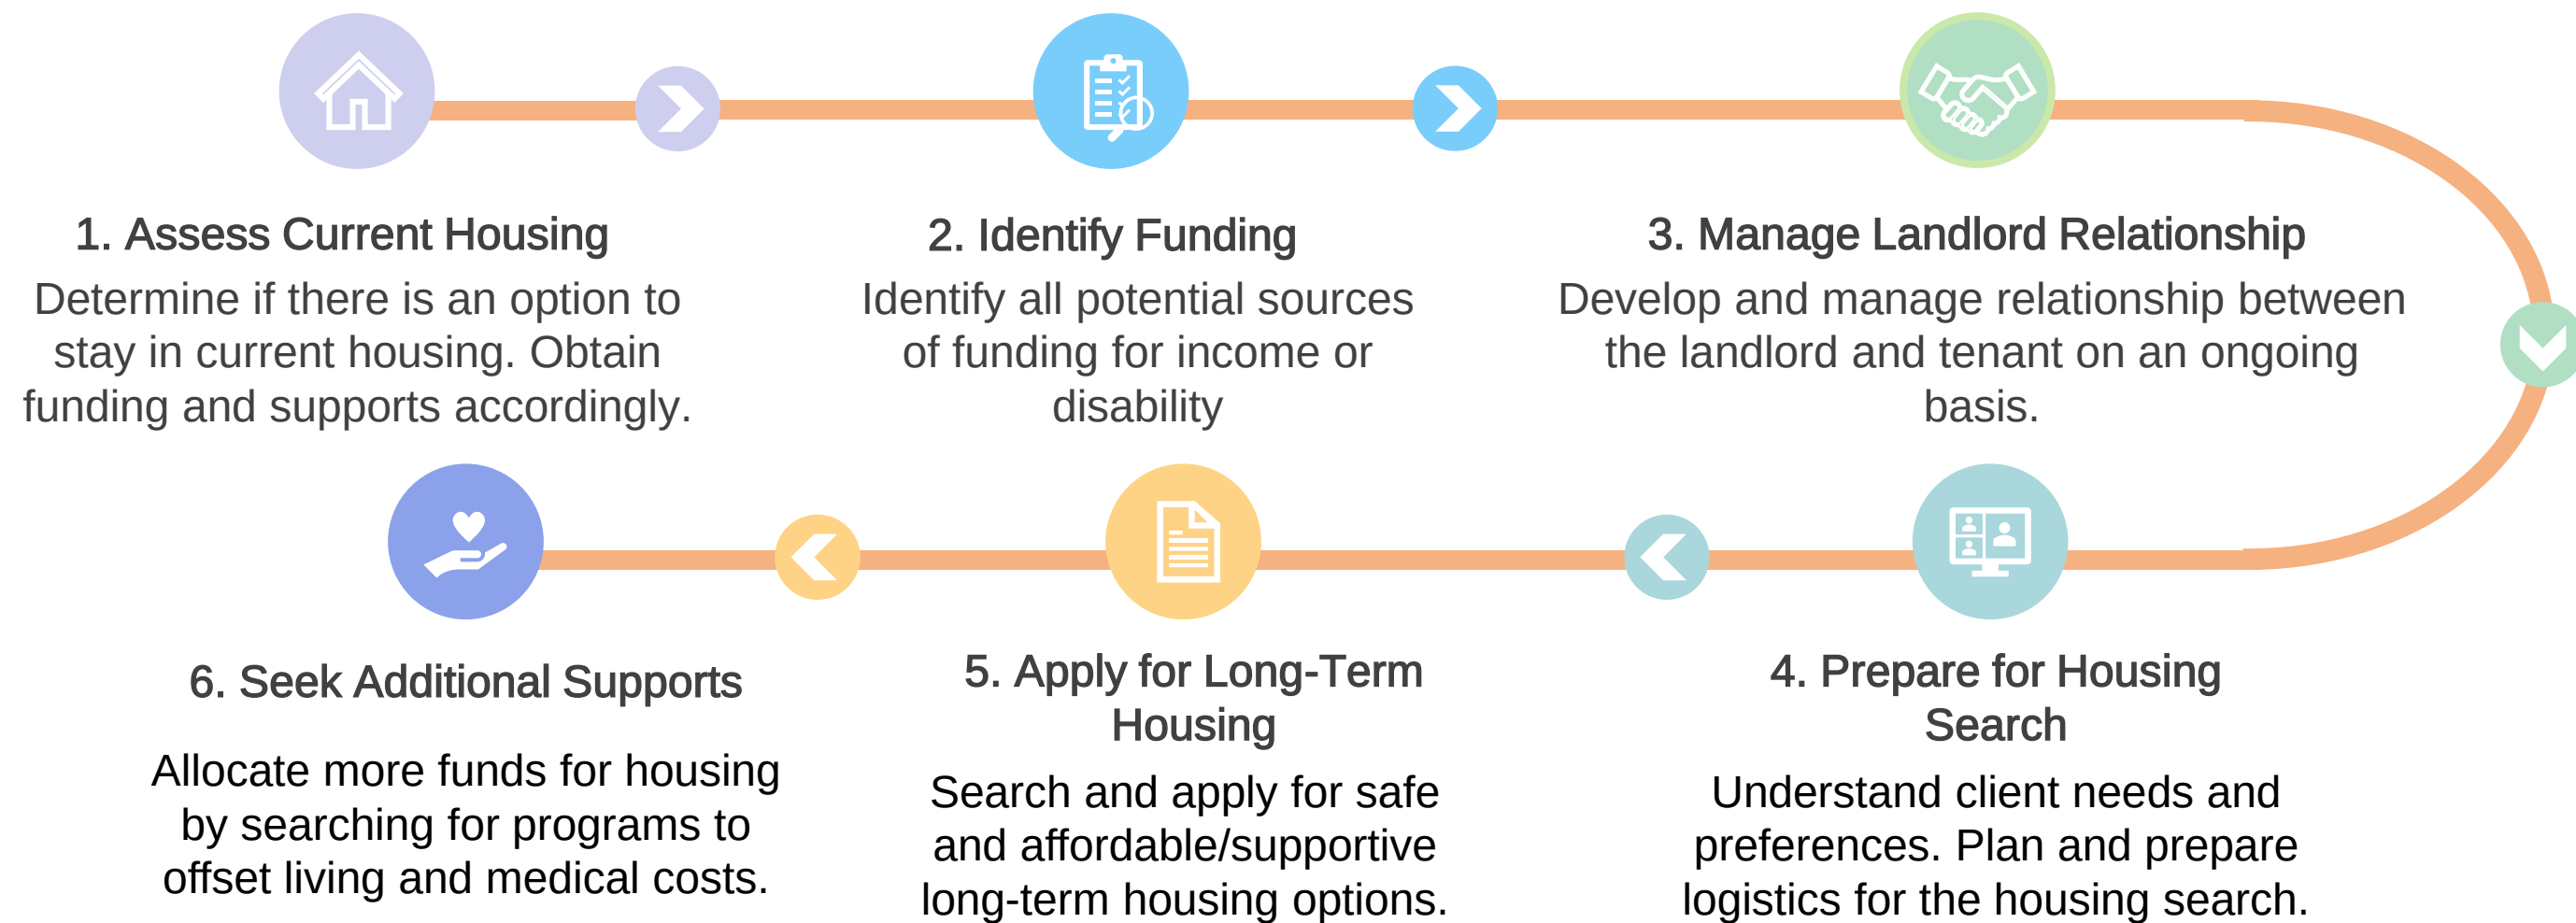 1. Assess Current Housing
Determine if there is an option to
stay in current housing. Obtain
funding and supports accordingly.
2. Identify Funding
Identify all potential sources
of funding for income or
disability
3. Manage Landlord Relationship
Develop and manage relationship between
the landlord and tenant on an ongoing
basis.
4. Prepare for Housing
Search
Understand client needs and
preferences. Plan and prepare
logistics for the housing search.
5. Apply for Long-Term
Housing
Search and apply for safe
and affordable/supportive
long-term housing options.
6. Seek Additional Supports
Allocate more funds for housing
by searching for programs to
offset living and medical costs.